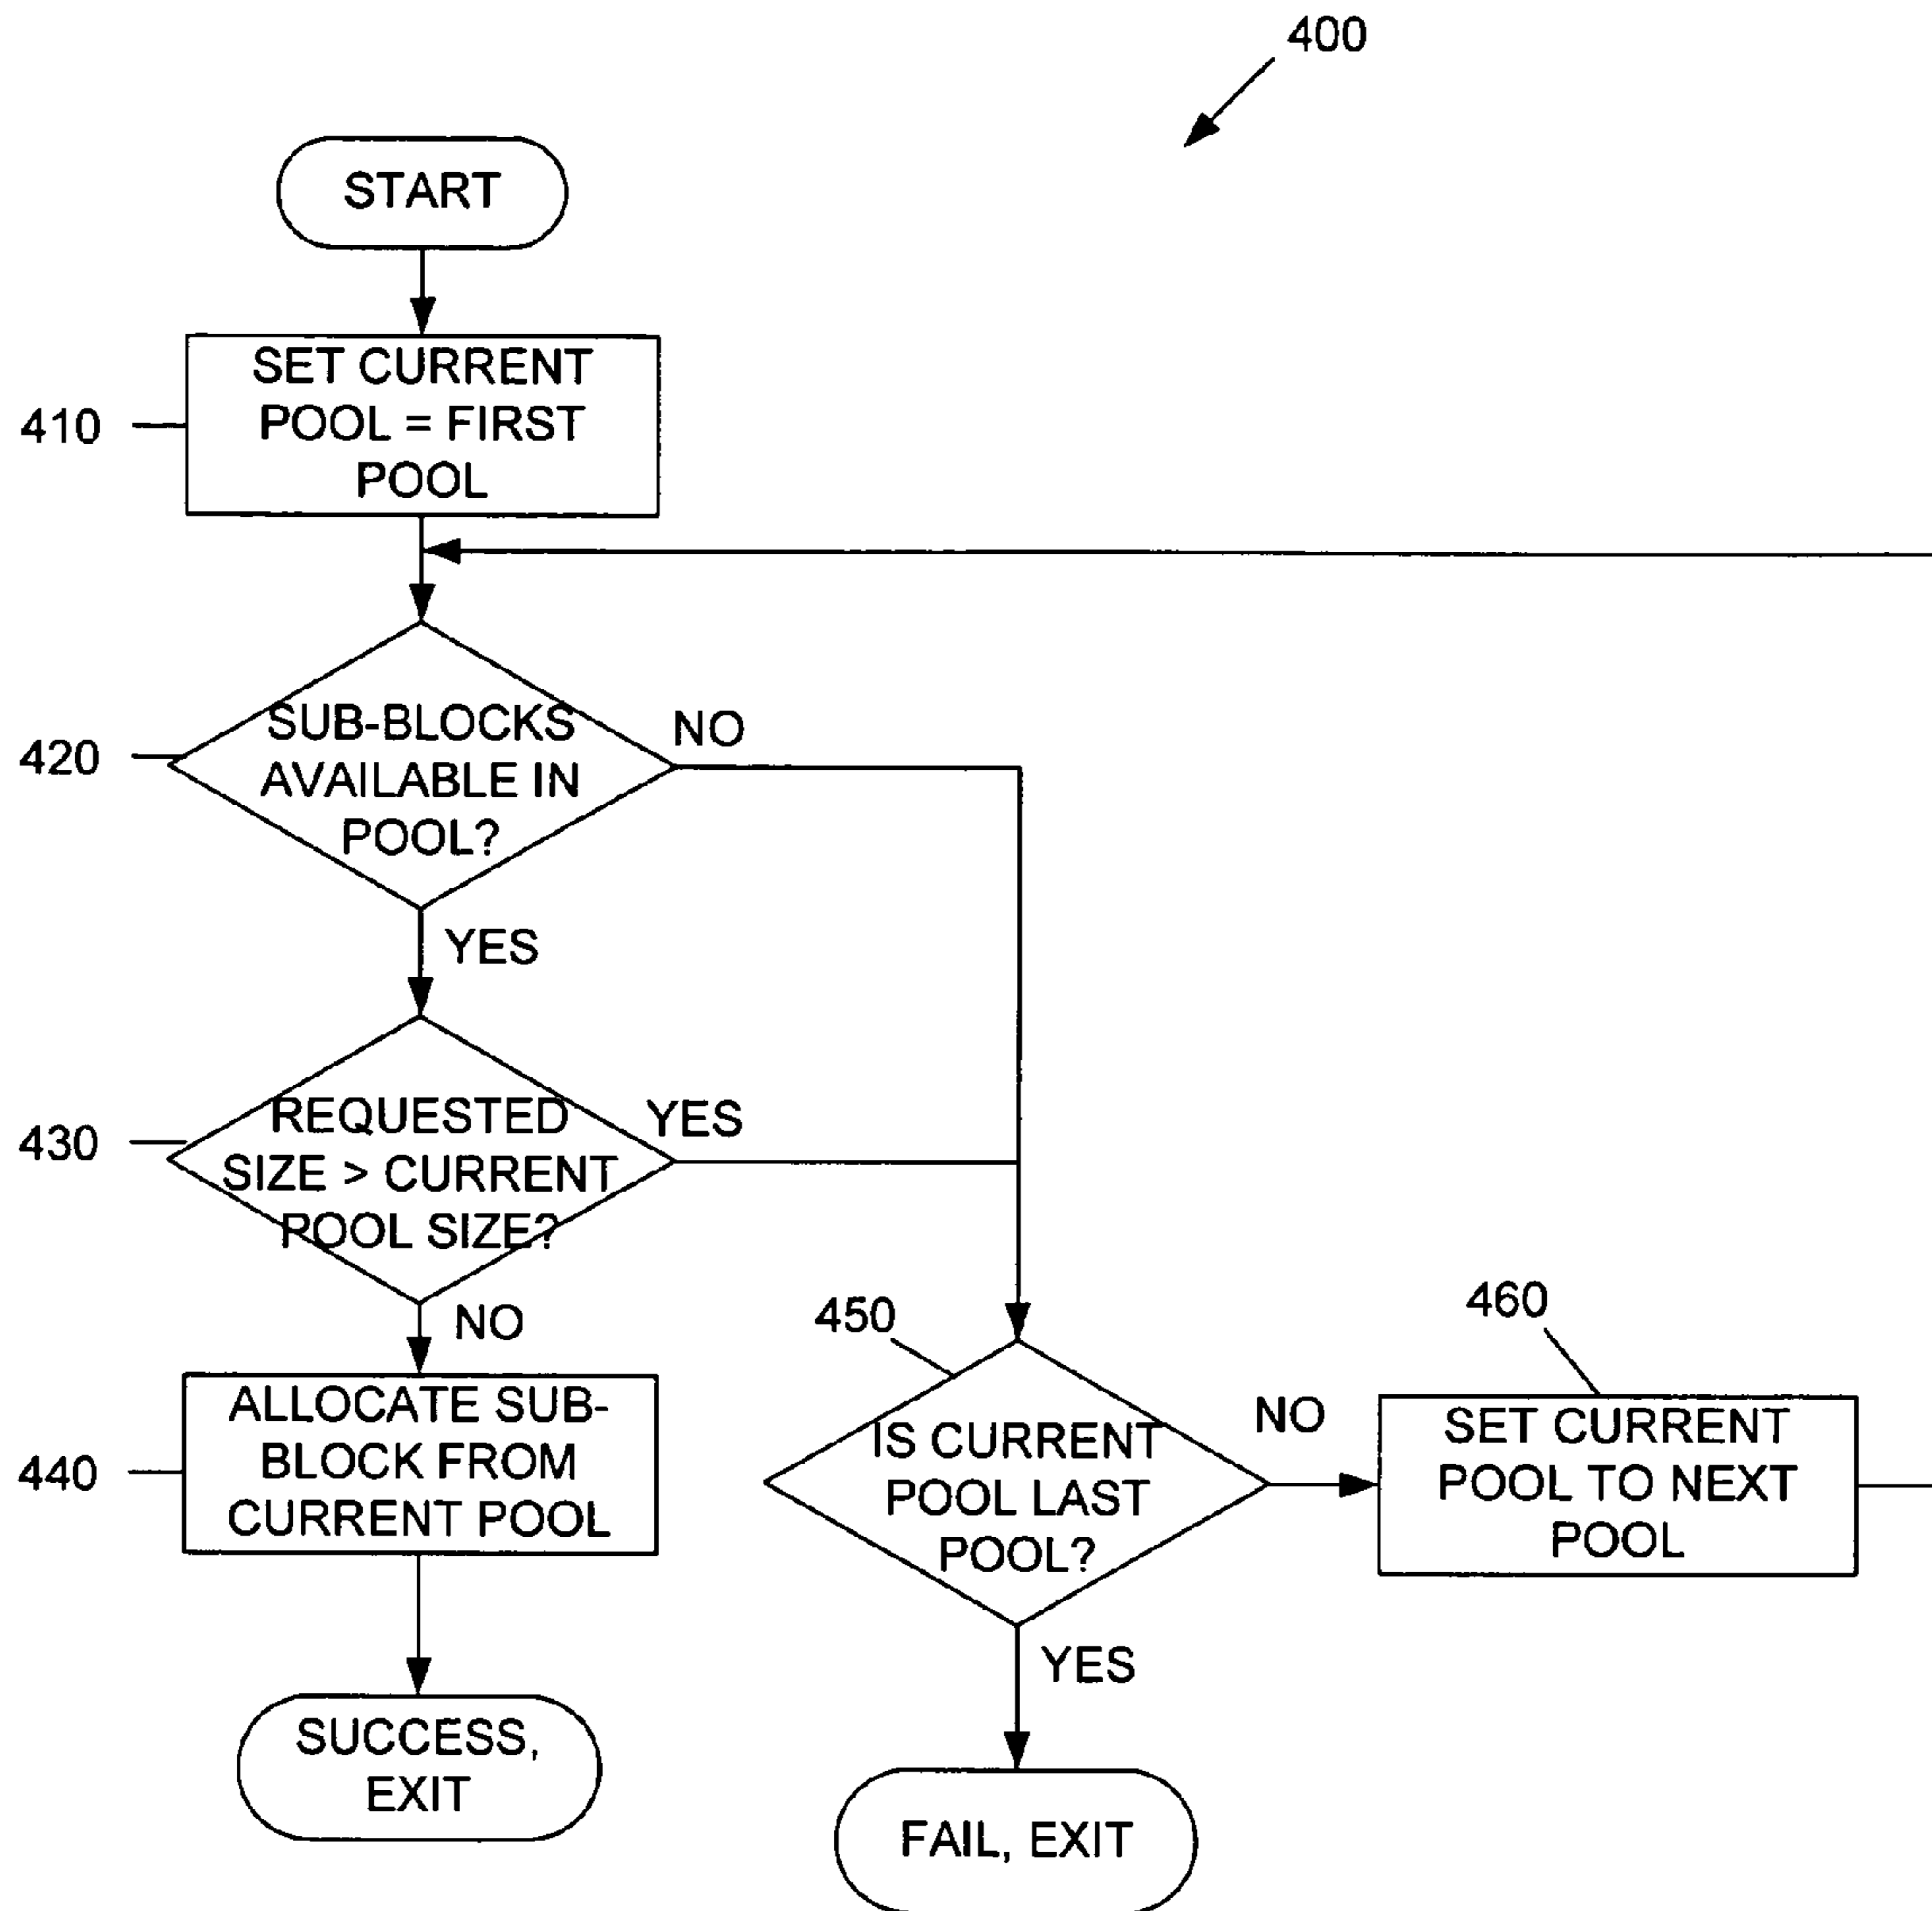 400
START
410
SET CURRENT
POOL = FIRST
POOL
420
SUB-BLOCKS
AVAILABLE IN
POOL?
NO
YES
430
REQUESTED
SIZE > CURRENT
POOL SIZE?
YES
NO
440
ALLOCATE SUB-
BLOCK FROM
CURRENT POOL
SUCCESS,
EXIT
450
IS CURRENT
POOL LAST
POOL?
NO
YES
460
SET CURRENT
POOL TO NEXT
POOL
FAIL, EXIT